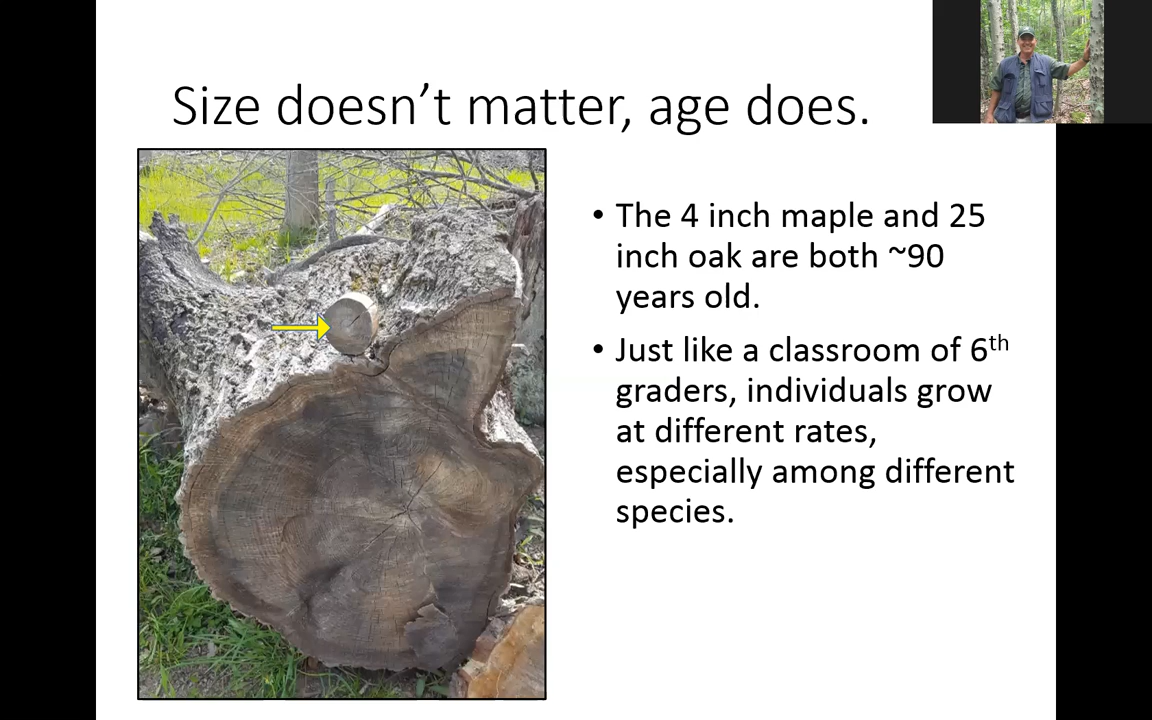 Size doesn’t matter, age does.
• The 4 inch maple and 25
inch oak are both ~90
years old.
• Just like a classroom of 6th
graders, individuals grow
at different rates,
especially among different
species.